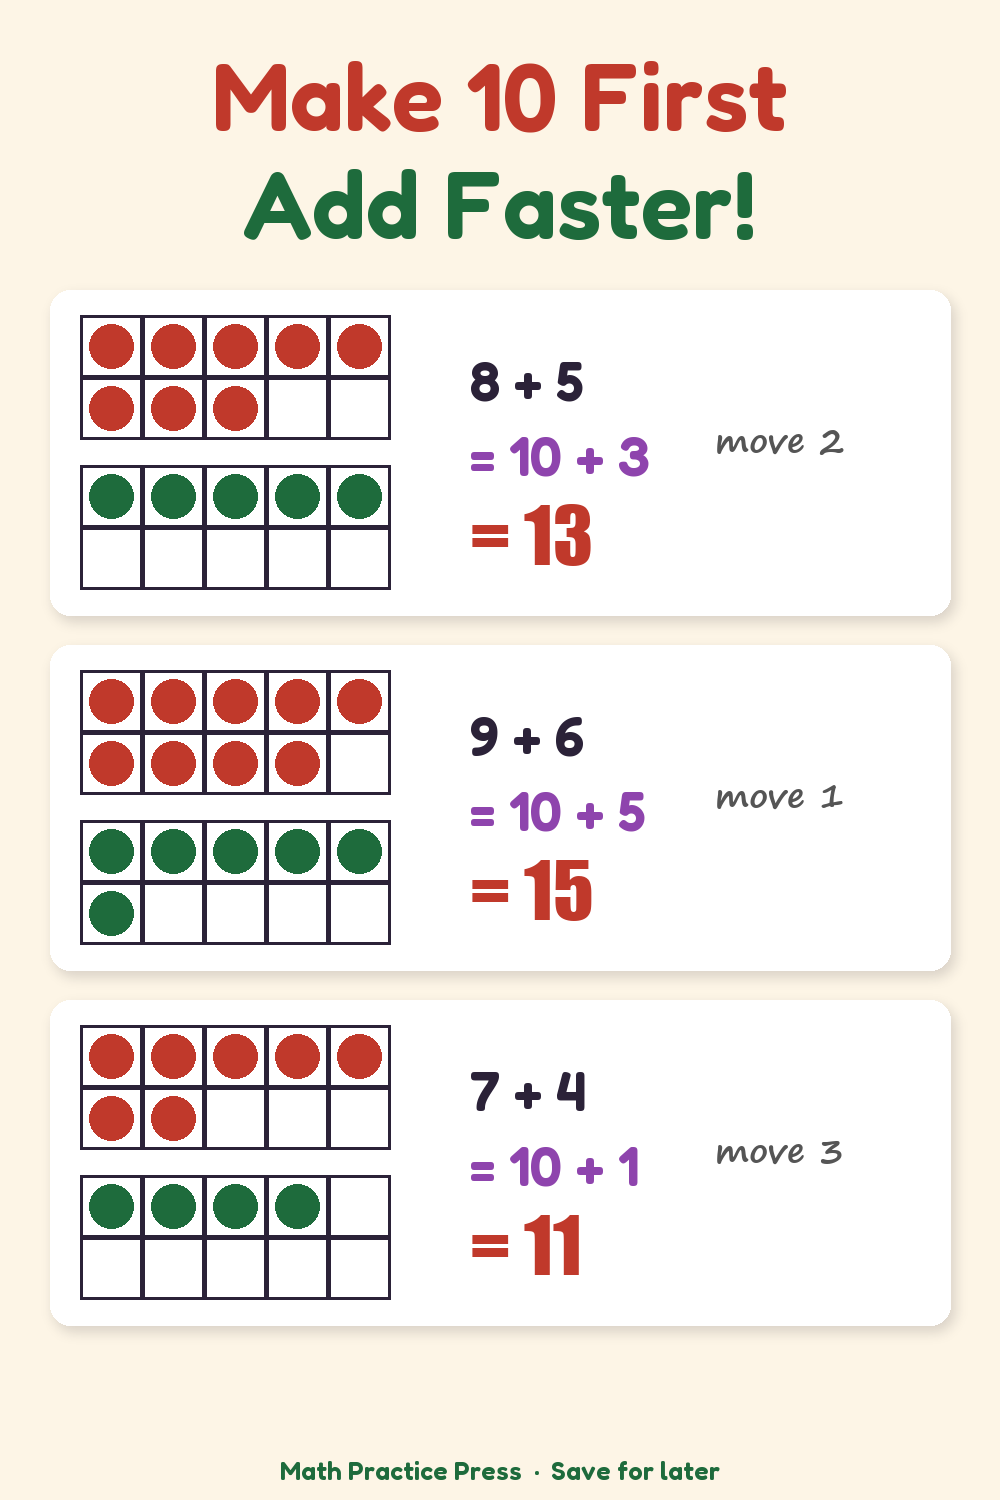 Make 10 First
Add Faster!
8 + 5
= 10 + 3
move 2
= 13
9 + 6
= 10 + 5
move 1
= 15
7 + 4
= 10 + 1
move 3
= 11
Math Practice Press · Save for later